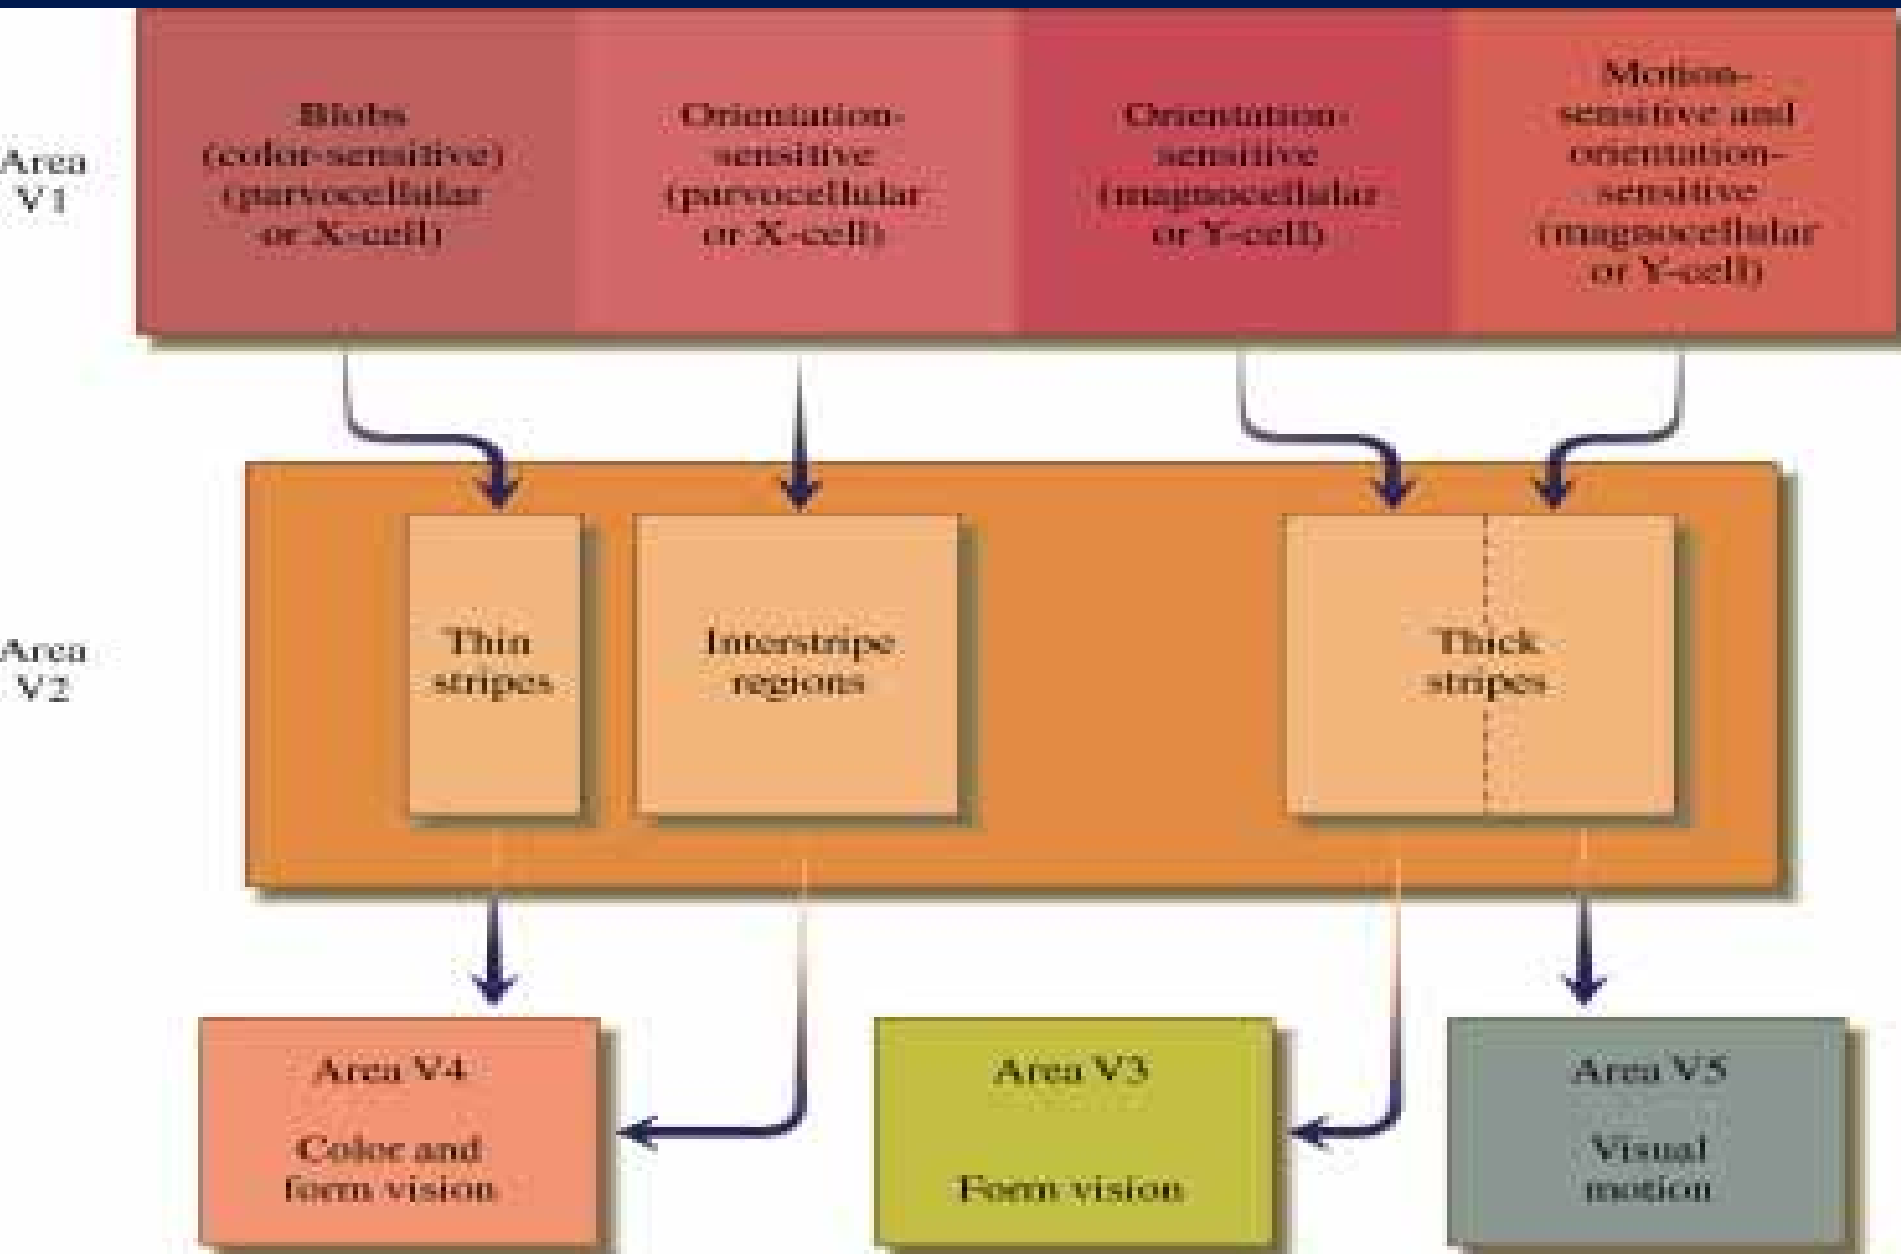 Area
V1
Blobs
(color-sensitive)
(parvocellular
or X-cell)
Orientation-
sensitive
(parvocellular
or X-cell)
Orientation-
sensitive
(magnocellular
or Y-cell)
Motion-
sensitive and
orientation-
sensitive
(magnocellular
or Y-cell)
Area
V2
Thin
stripes
Interstripe
regions
Thick
stripes
Area V4
Color and
form vision
Area V3
Form vision
Area V5
Visual
motion